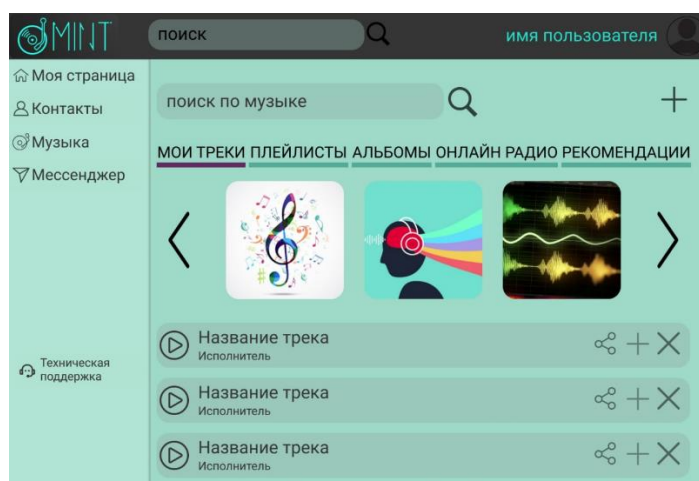 MINT
поиск
имя пользователя
Моя страница
Контакты
Музыка
Мессенджер
Техническая
поддержка
поиск по музыке
МОИ ТРЕКИ ПЛЕЙЛИСТЫ АЛЬБОМЫ ОНЛАЙН РАДИО РЕКОМЕНДАЦИИ
Название трека
Исполнитель
Название трека
Исполнитель
Название трека
Исполнитель